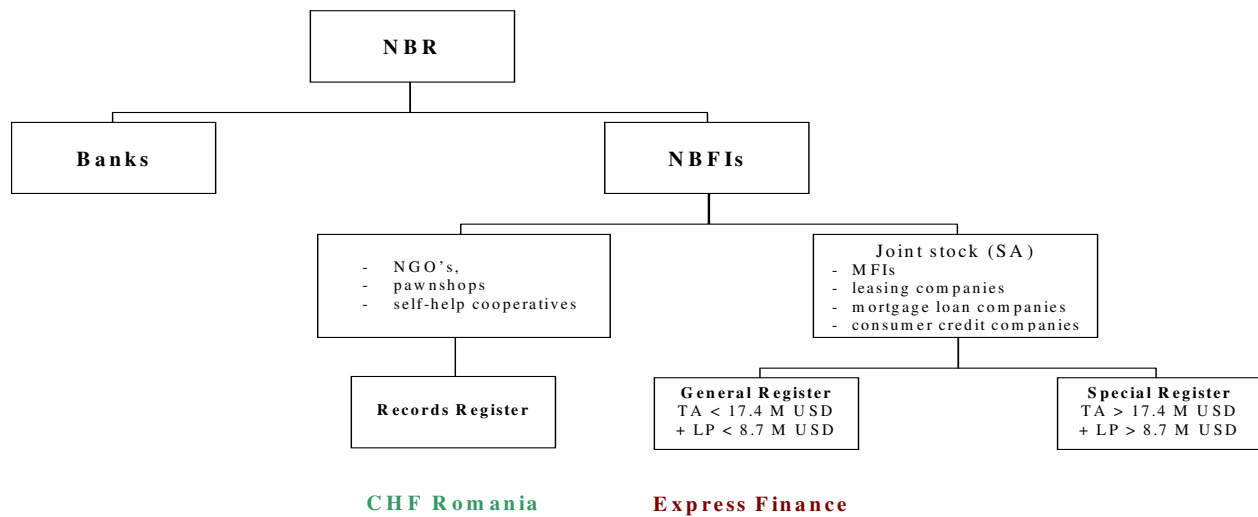 NBR
Banks
NBFIs
- NGO's,
- pawnshops
- self-help cooperatives
Joint stock (SA)
- MFIs
- leasing companies
- mortgage loan companies
- consumer credit companies
Records Register
General Register
TA < 17.4 M USD
+ LP < 8.7 M USD
Special Register
TA > 17.4 M USD
+ LP > 8.7 M USD
CHF Romania
Express Finance